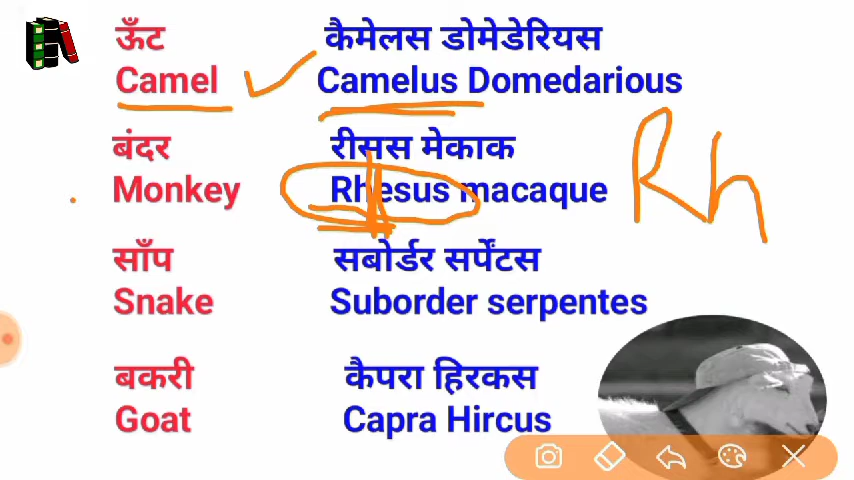 ऊँट कैमेलस डोमेडेरियस
Camel Camelus Domedarious
बंदर रीसस मेकाक
Monkey Rhesus macaque Rh
साँप सबोर्डर सर्पेंटस
Snake Suborder serpentes
बकरी कैपरा हिरकस
Goat Capra Hircus